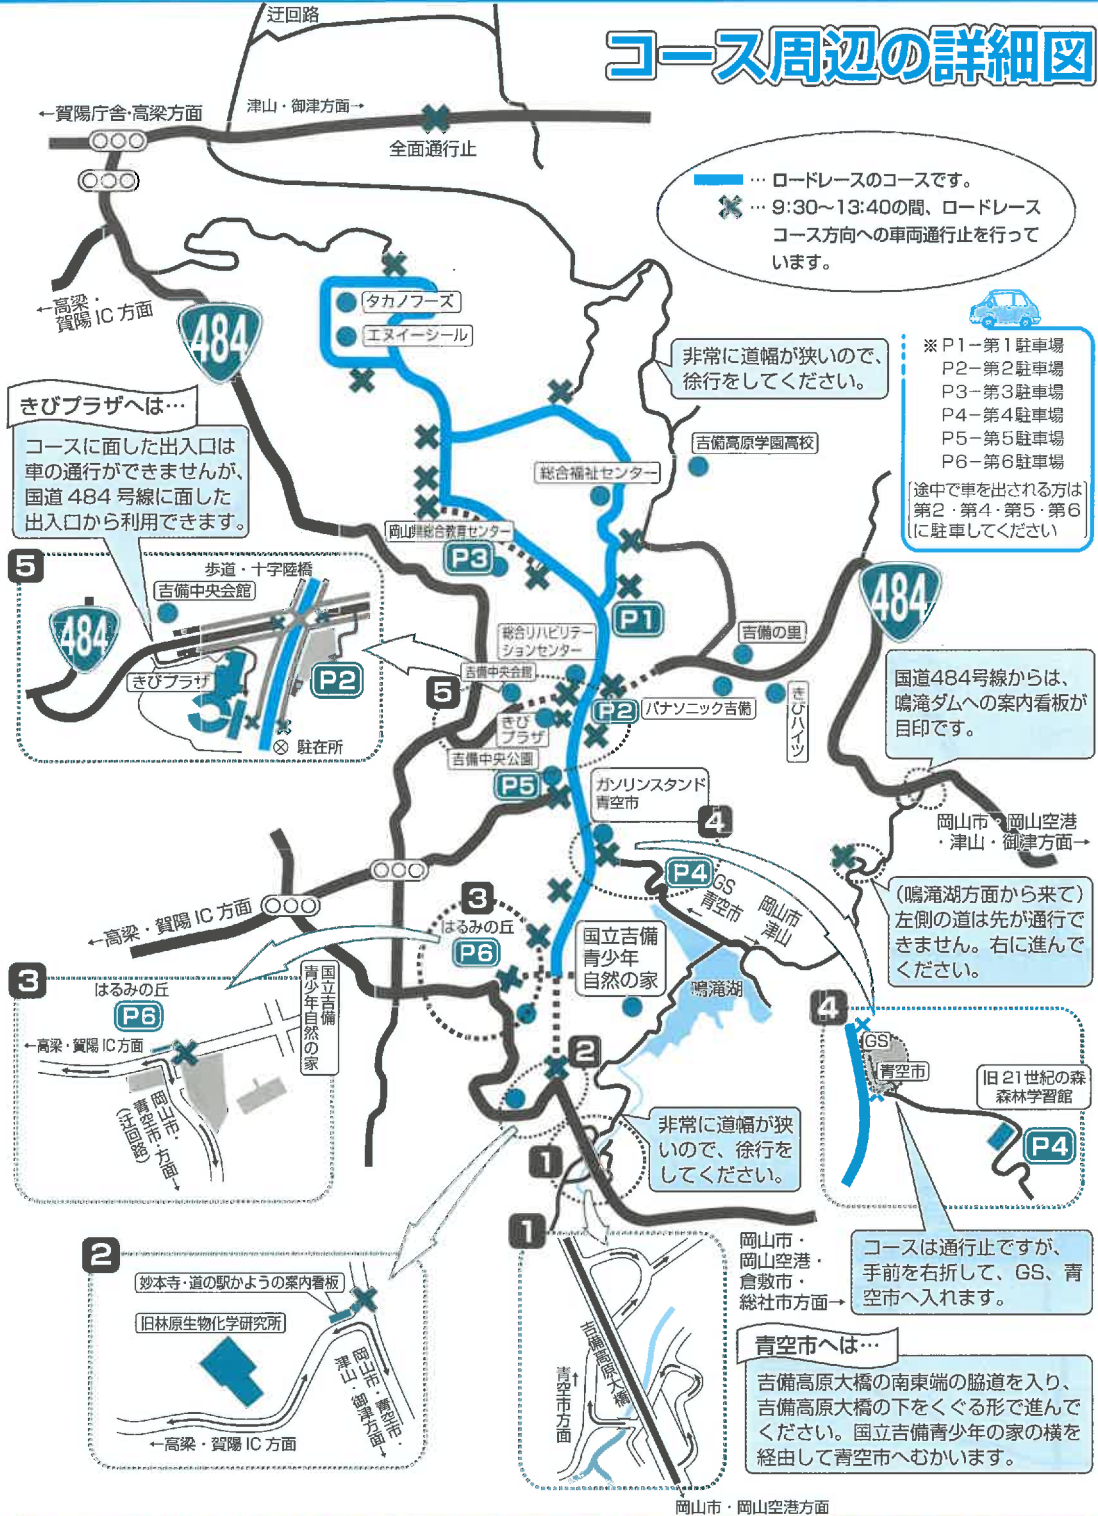 迂回路
コース周辺の詳細図
←賀陽庁舎・高梁方面
津山・御津方面→
全面通行止
… ロードレースのコースです。
… 9:30~13:40の間、ロードレース
コース方向への車両通行止を行って
います。
←高梁・
賀陽 IC 方面
484
タカノフーズ
エヌイーシール
非常に道幅が狭いので、
徐行をしてください。
※ P1−第1駐車場
P2−第2駐車場
P3−第3駐車場
P4−第4駐車場
P5−第5駐車場
P6−第6駐車場
途中で車を出される方は
第2・第4・第5・第6
に駐車してください
きびプラザへは…
コースに面した出入口は
車の通行ができませんが、
国道 484 号線に面した
出入口から利用できます。
吉備高原学園高校
総合福祉センター
岡山県総合教育センター
P3
P1
484
5
歩道・十字陸橋
吉備中央会館
484
きびプラザ
P2
駐在所
総合リハビリテー
ションセンター
吉備中央会館
5
きび
プラザ
P2
パナソニック吉備
吉備の里
きびハイツ
吉備中央公園
P5
国道484号線からは、
鳴滝ダムへの案内看板が
目印です。
ガソリンスタンド
青空市
4
P4
GS
青空市
←
岡山市
津山
→
岡山市・岡山空港
・津山・御津方面→
(鳴滝湖方面から来て)
左側の道は先が通行で
きません。右に進んで
ください。
←高梁・賀陽 IC 方面
3
はるみの丘
P6
国立吉備
青少年
自然の家
鳴滝湖
3
はるみの丘
P6
国立吉備
青少年自然の家
←高梁・賀陽 IC 方面
岡山市・
青空市・方面→
(迂回路)
4
GS
青空市
旧 21世紀の森
森林学習館
P4
2
非常に道幅が狭
いので、徐行を
してください。
1
2
妙本寺・道の駅かようの案内看板
旧林原生物化学研究所
岡山市・青空市・
津山・御津方面→
←高梁・賀陽 IC 方面
1
吉備高原大橋
青空市方面→
岡山市・岡山空港方面
岡山市・
岡山空港・
倉敷市・
総社市方面→
コースは通行止ですが、
手前を右折して、GS、青
空市へ入れます。
青空市へは…
吉備高原大橋の南東端の脇道を入り、
吉備高原大橋の下をくぐる形で進んで
ください。国立吉備青少年の家の横を
経由して青空市へむかいます。